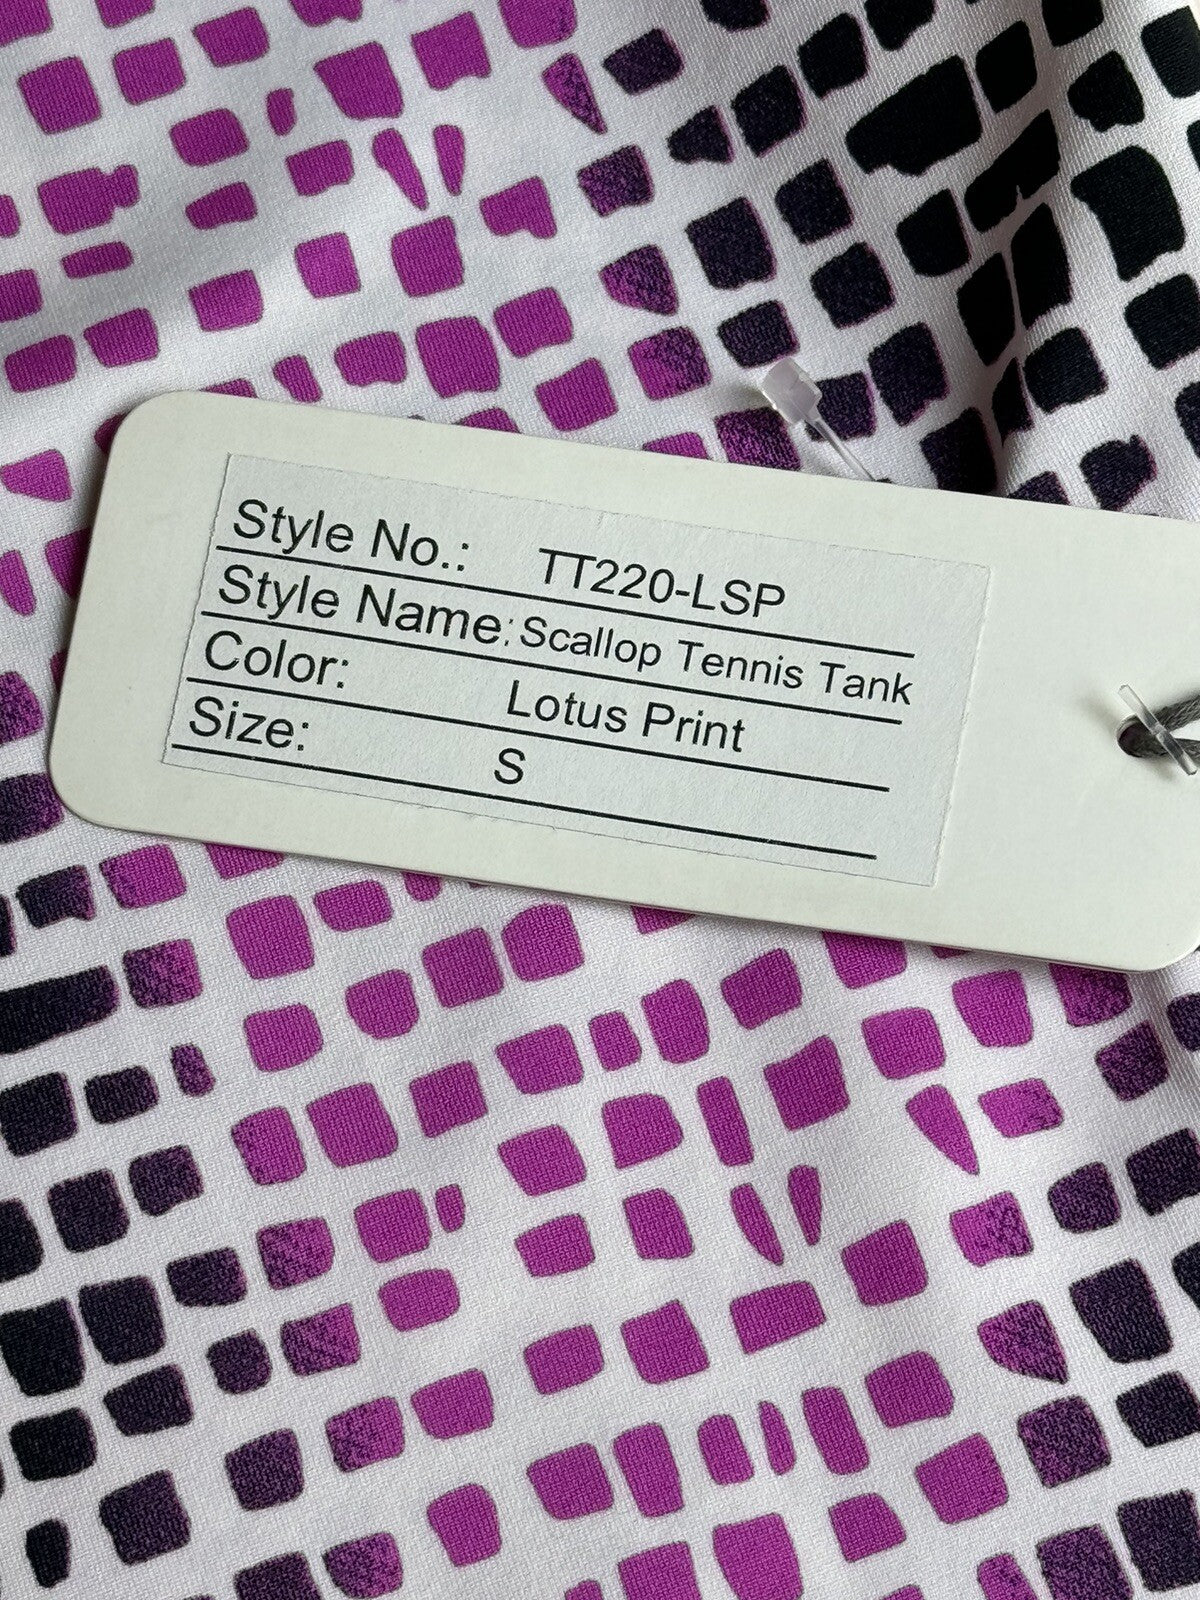 Style No.: TT220-LSP
Style Name: Scallop Tennis Tank
Color: Lotus Print
Size: S